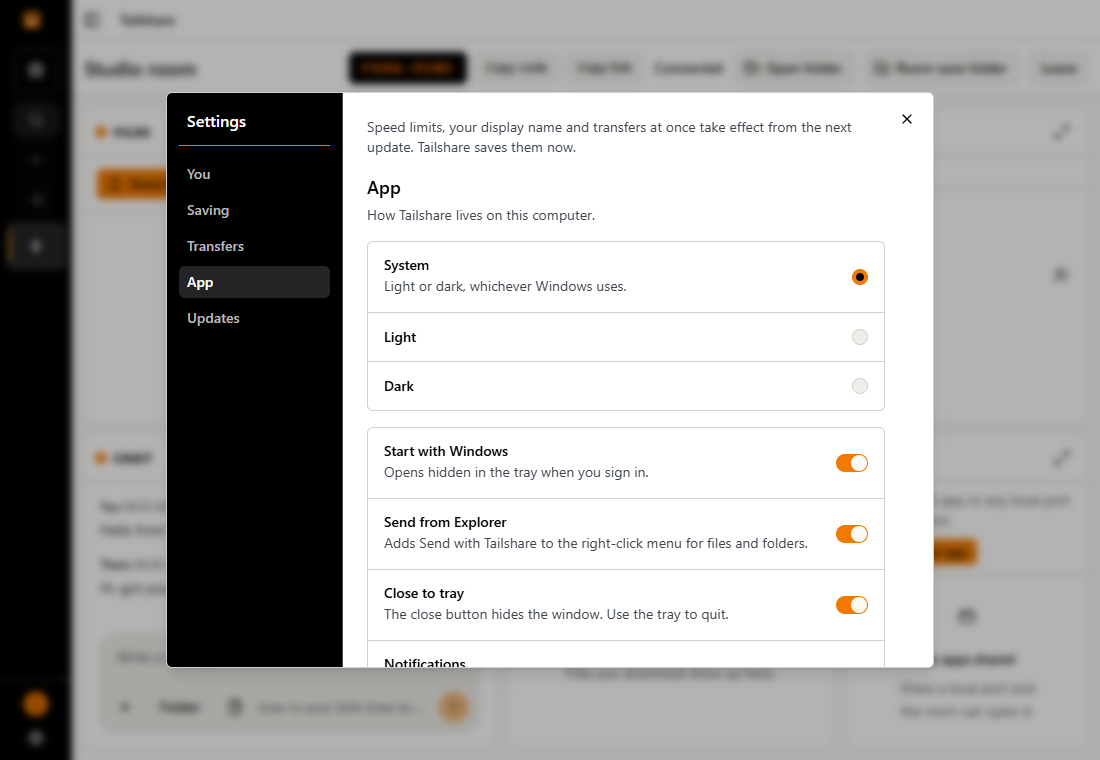 Tailshare
Studio room
Copy code
Copy link
Connected
Open folder
Room save folder
Leave
Settings
You
Saving
Transfers
App
Updates
Speed limits, your display name and transfers at once take effect from the next
update. Tailshare saves them now.
App
How Tailshare lives on this computer.
System
Light or dark, whichever Windows uses.
Light
Dark
Start with Windows
Opens hidden in the tray when you sign in.
Send from Explorer
Adds Send with Tailshare to the right-click menu for files and folders.
Close to tray
The close button hides the window. Use the tray to quit.
Notifications
Folder